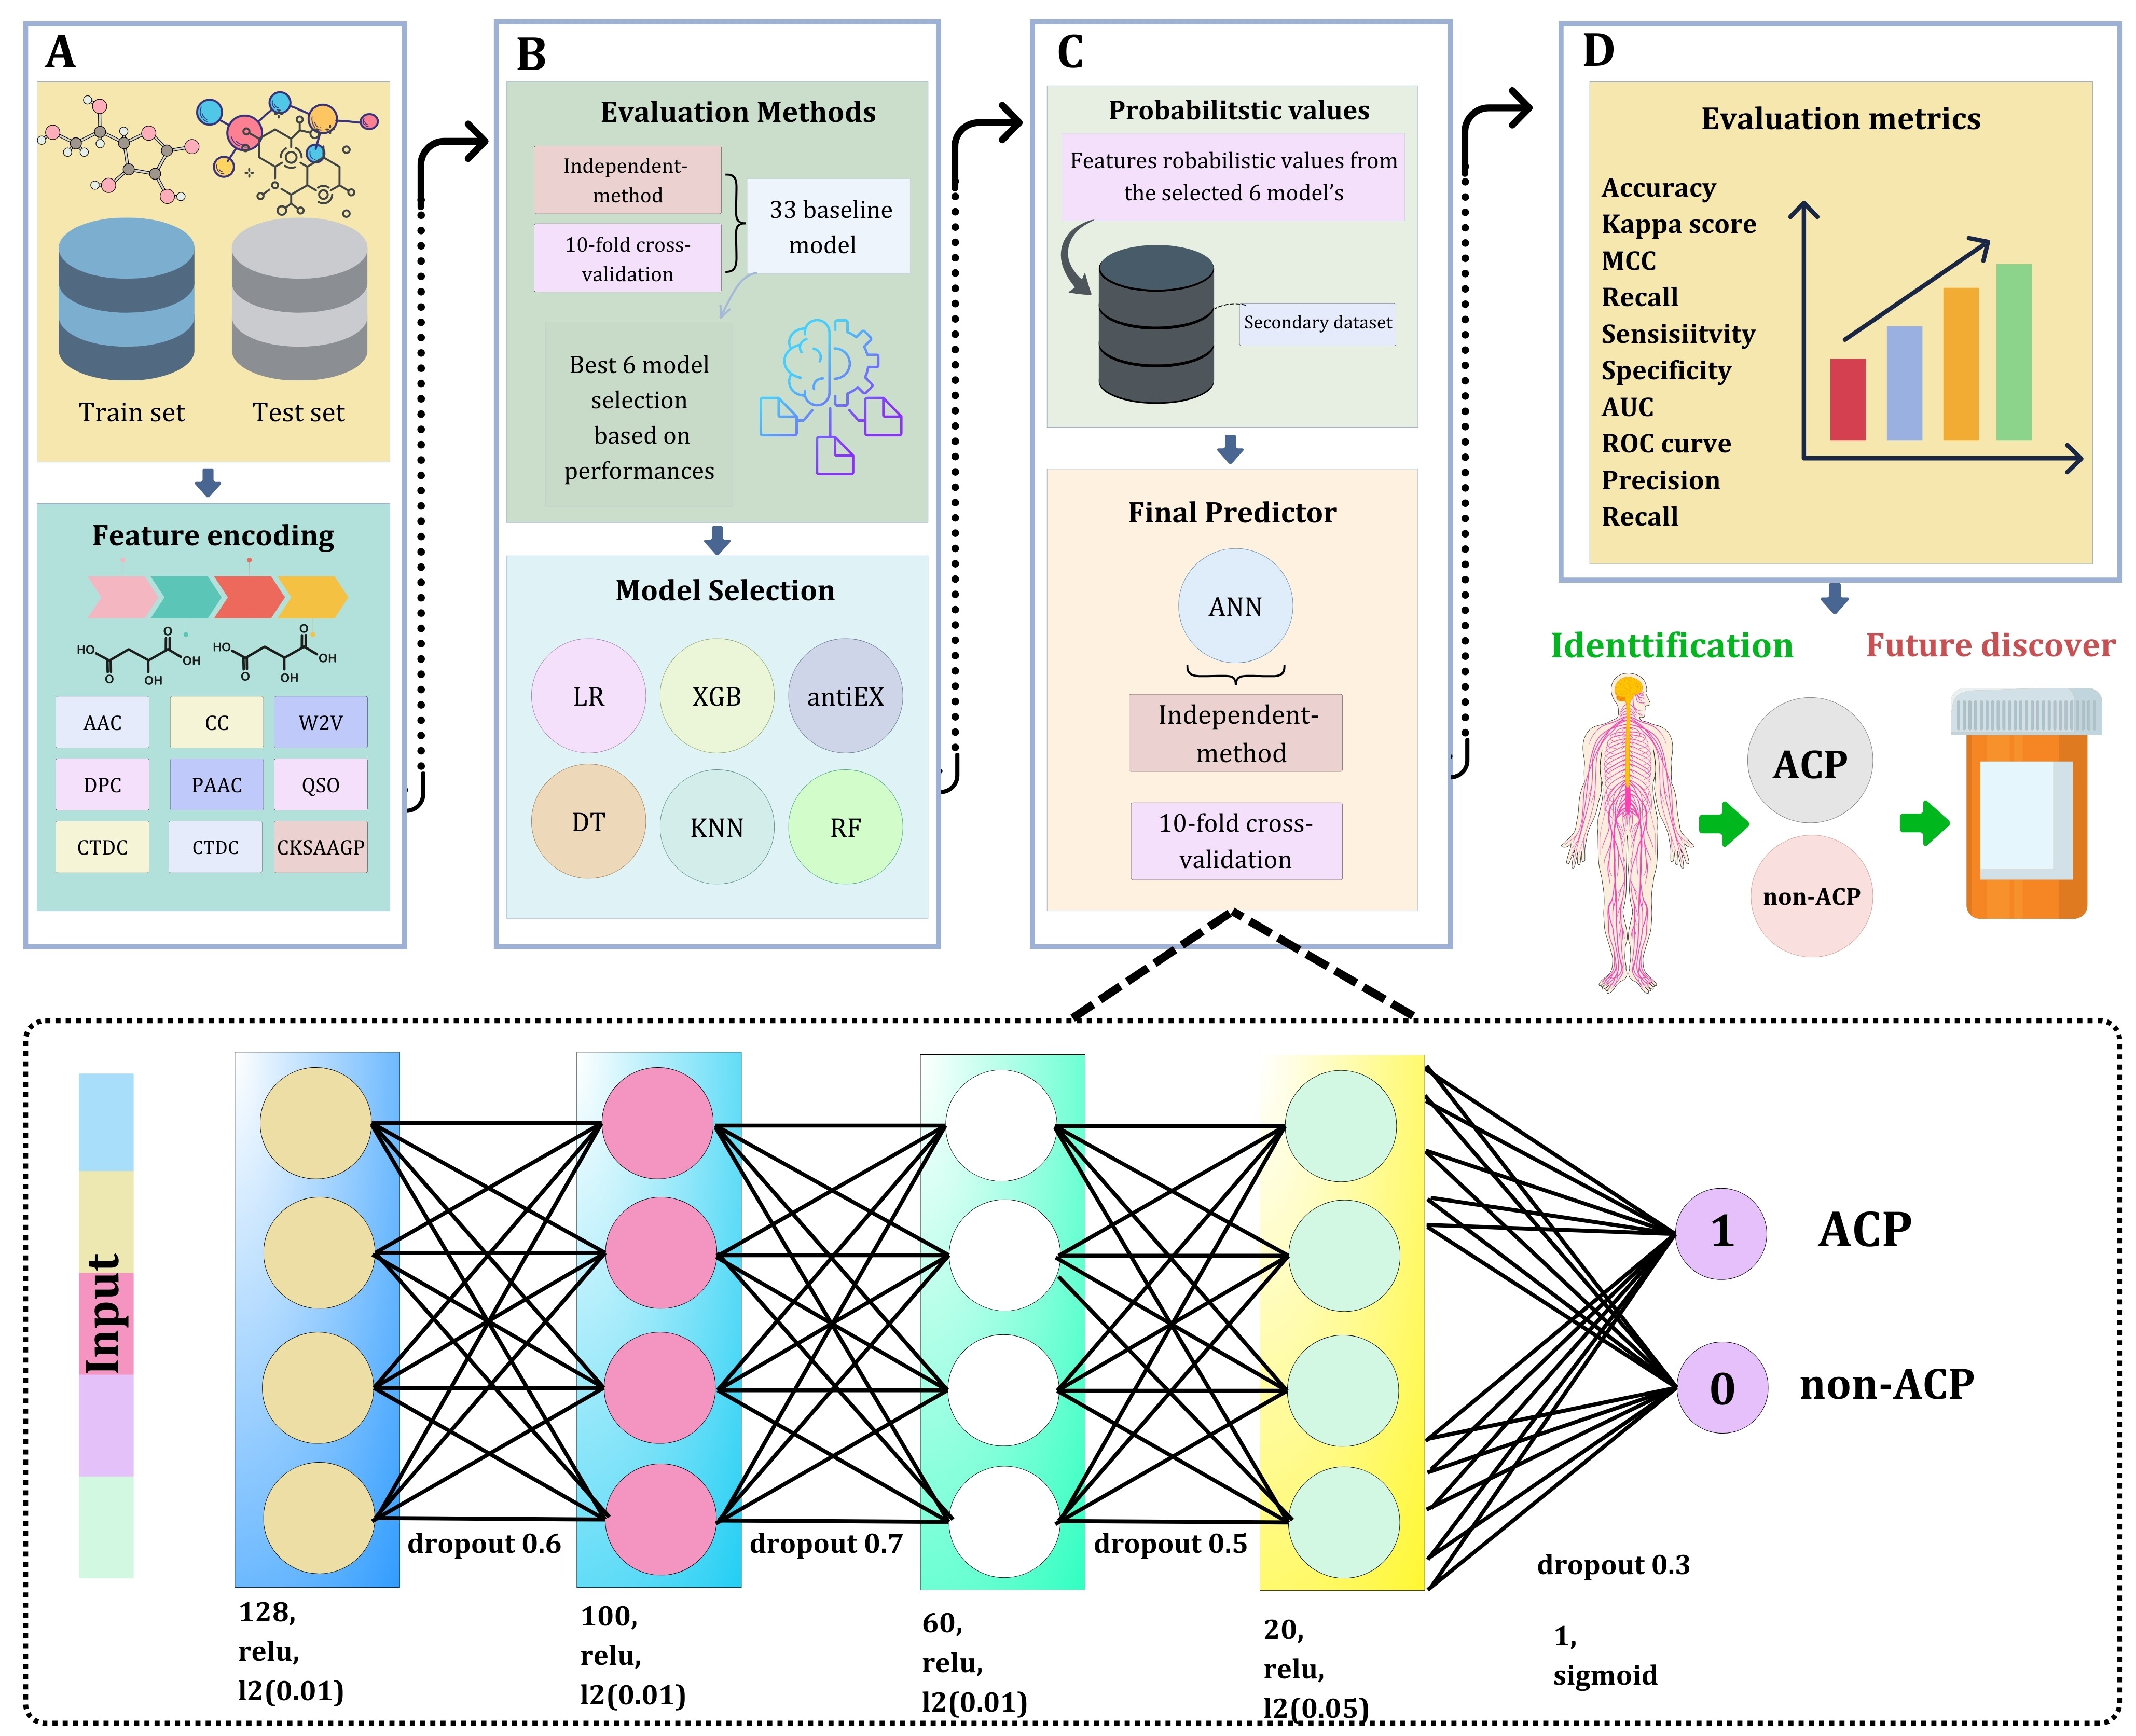 A
Train set
Test set
Feature encoding
HO
O
O
OH
OH
HO
O
O
OH
OH
AAC
CC
W2V
DPC
PAAC
QSO
CTDC
CTDC
CKSAAGP
B
Evaluation Methods
Independent-
method
10-fold cross-
validation
33 baseline
model
Best 6 model
selection
based on
performances
Model Selection
LR
XGB
antiEX
DT
KNN
RF
C
Probabilitstic values
Features robabilistic values from
the selected 6 model's
Secondary dataset
Final Predictor
ANN
Independent-
method
10-fold cross-
validation
D
Evaluation metrics
Accuracy
Kappa score
MCC
Recall
Sensisiitvity
Specificity
AUC
ROC curve
Precision
Recall
Identtification
Future discover
ACP
non-ACP
Input
dropout 0.6
dropout 0.7
dropout 0.5
dropout 0.3
1
ACP
0
non-ACP
128,
relu,
l2(0.01)
100,
relu,
l2(0.01)
60,
relu,
l2(0.01)
20,
relu,
l2(0.05)
1,
sigmoid